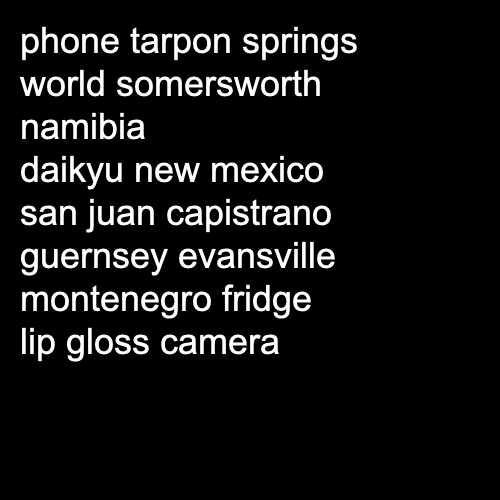 phone tarpon springs
world somersworth
namibia
daikyu new mexico
san juan capistrano
guernsey evansville
montenegro fridge
lip gloss camera